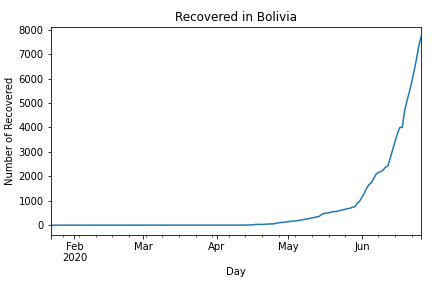 Recovered in Bolivia
8000
7000
6000
5000
4000
3000
2000
1000
0
Number of Recovered
Feb
2020
Mar
Apr
May
Jun
Day